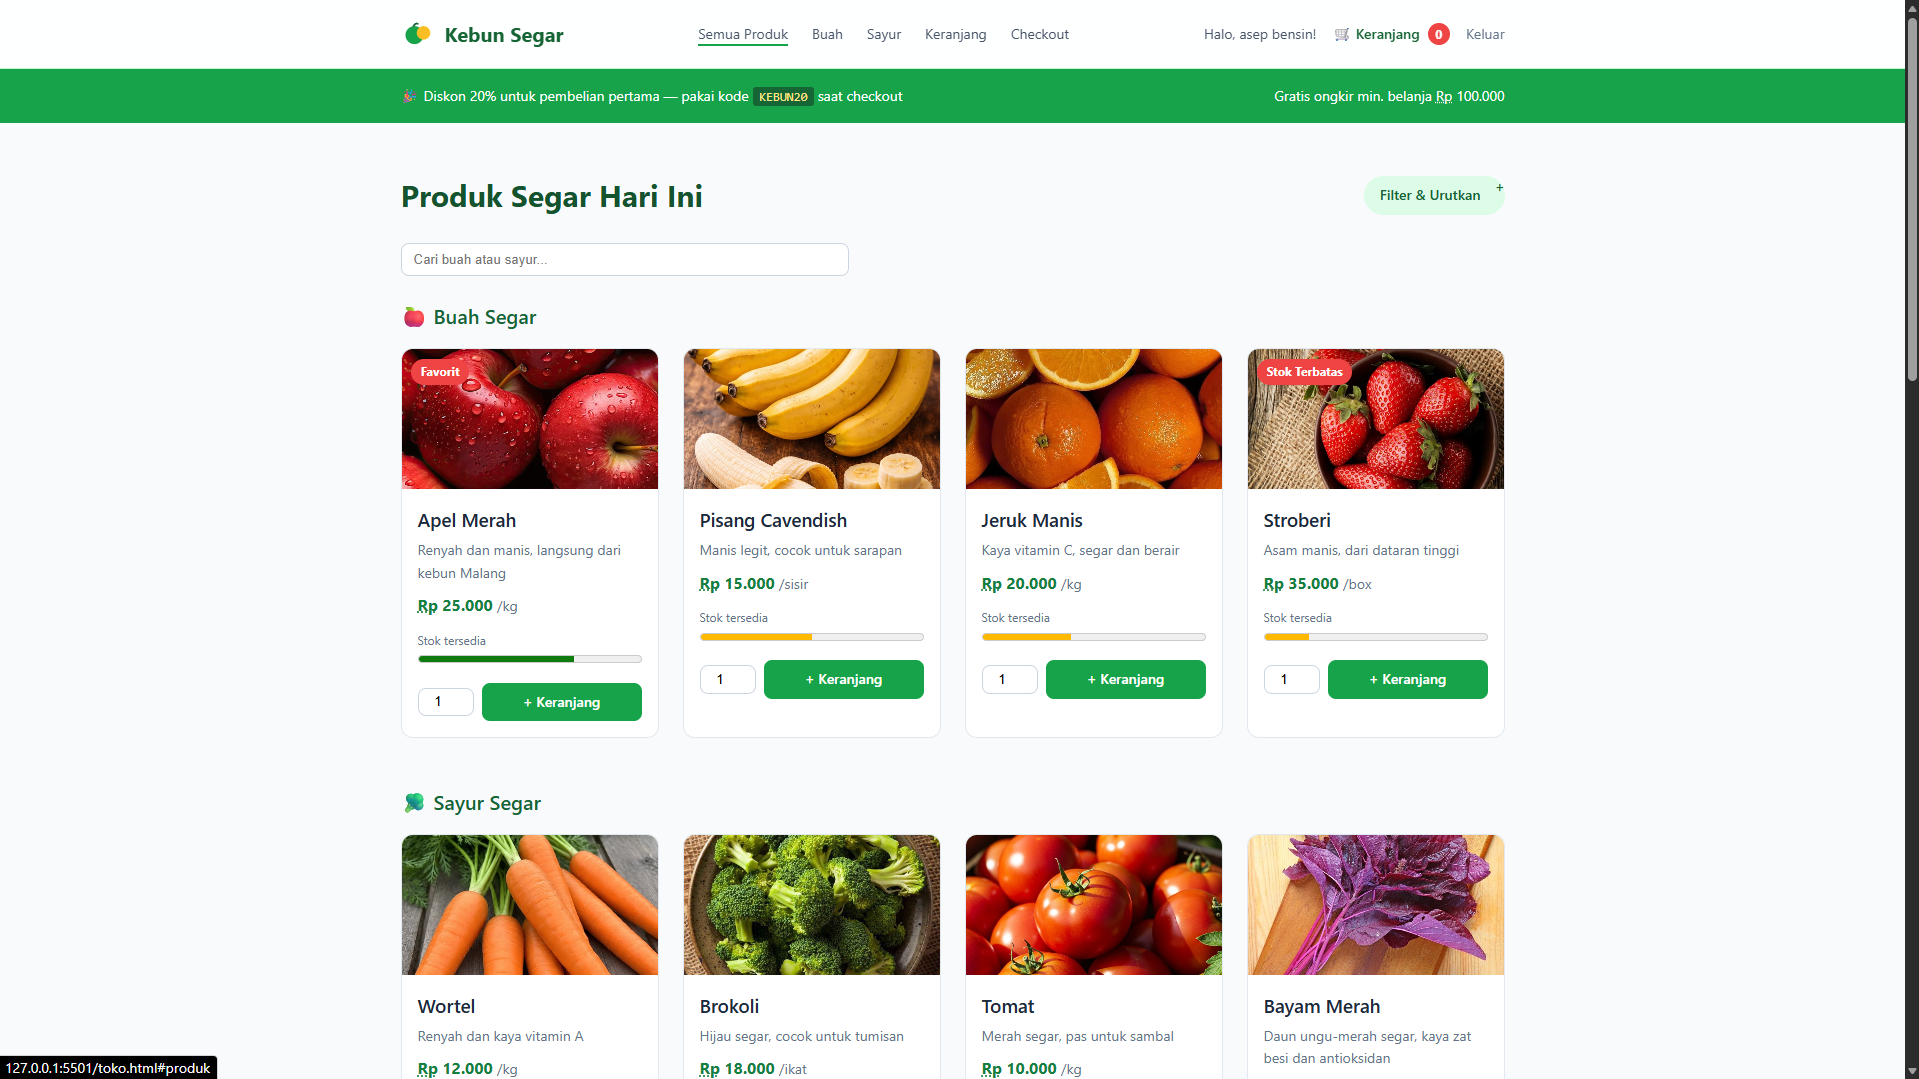 Kebun Segar
Semua Produk Buah Sayur Keranjang Checkout
Halo, asep bensin! Keranjang 0 Keluar
Diskon 20% untuk pembelian pertama — pakai kode KEBUN20 saat checkout
Gratis ongkir min. belanja Rp 100.000
Produk Segar Hari Ini
Filter & Urutkan +
Cari buah atau sayur...
Buah Segar
Favorit
Apel Merah
Renyah dan manis, langsung dari
kebun Malang
Rp 25.000 /kg
Stok tersedia
1 + Keranjang
Pisang Cavendish
Manis legit, cocok untuk sarapan
Rp 15.000 /sisir
Stok tersedia
1 + Keranjang
Jeruk Manis
Kaya vitamin C, segar dan berair
Rp 20.000 /kg
Stok tersedia
1 + Keranjang
Stok Terbatas
Stroberi
Asam manis, dari dataran tinggi
Rp 35.000 /box
Stok tersedia
1 + Keranjang
Sayur Segar
Wortel
Renyah dan kaya vitamin A
Rp 12.000 /kg
Brokoli
Hijau segar, cocok untuk tumisan
Rp 18.000 /ikat
Tomat
Merah segar, pas untuk sambal
Rp 10.000 /kg
Bayam Merah
Daun ungu-merah segar, kaya zat
besi dan antioksidan
127.0.0.1:5501/toko.html#produk